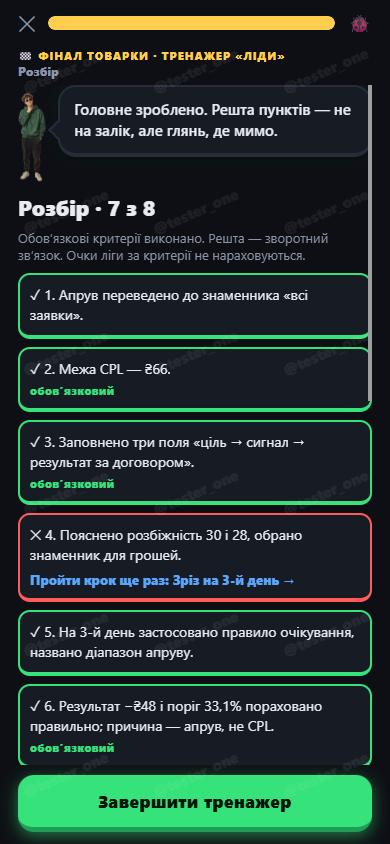 ФІНАЛ ТОВАРКИ · ТРЕНАЖЕР «ЛІДИ»
Розбір
Головне зроблено. Решта пунктів — не
на залік, але глянь, де мимо.
Розбір · 7 з 8
Обов'язкові критерії виконано. Решта — зворотний
зв'язок. Очки ліги за критерії не нараховуються.
✓ 1. Апрув переведено до знаменника «всі
заявки».
✓ 2. Межа CPL — ₴66.
обов'язковий
✓ 3. Заповнено три поля «ціль → сигнал →
результат за договором».
обов'язковий
✕ 4. Пояснено розбіжність 30 і 28, обрано
знаменник для грошей.
Пройти крок ще раз: Зріз на 3-й день →
✓ 5. На 3-й день застосовано правило очікування,
названо діапазон апруву.
✓ 6. Результат −₴48 і поріг 33,1% пораховано
правильно; причина — апрув, не CPL.
обов'язковий
Завершити тренажер
@tester_one